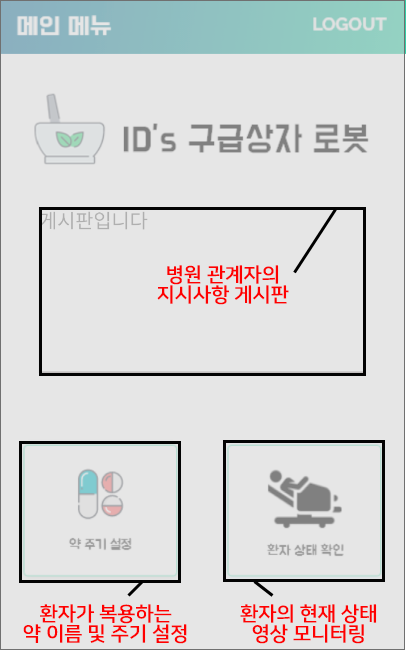 메인 메뉴
LOGOUT
ID's 구급상자 로봇
게시판입니다
병원 관계자의
지시사항 게시판
약 주기 설정
환자 상태 확인
환자가 복용하는
약 이름 및 주기 설정
환자의 현재 상태
영상 모니터링